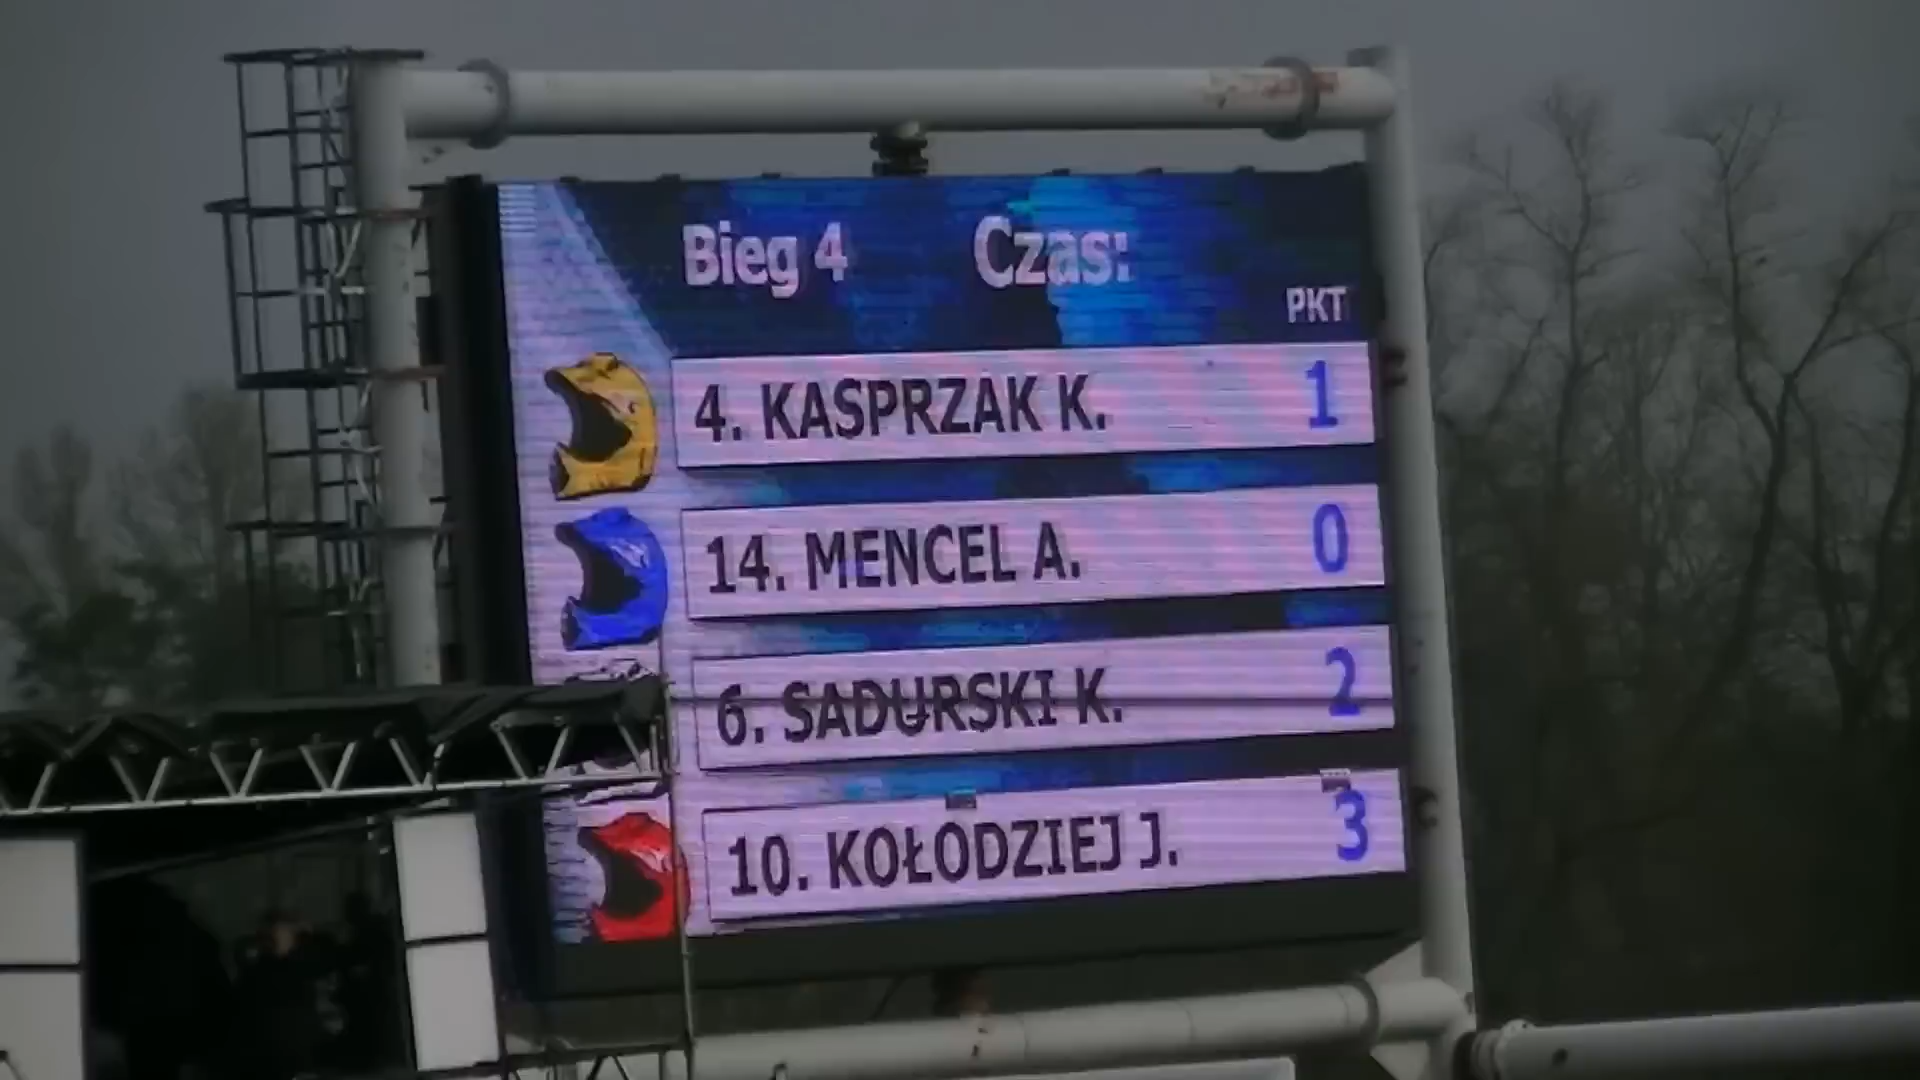 Bieg 4 Czas:
PKT
4. KASPRZAK K. 1
14. MENCEL A. 0
6. SADURSKI K. 2
10. KOŁODZIEJ J. 3